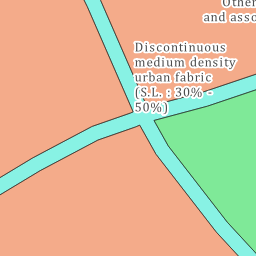 Other
and asso
Discontinuous
medium density
urban fabric
(S.L. : 30% -
50%)